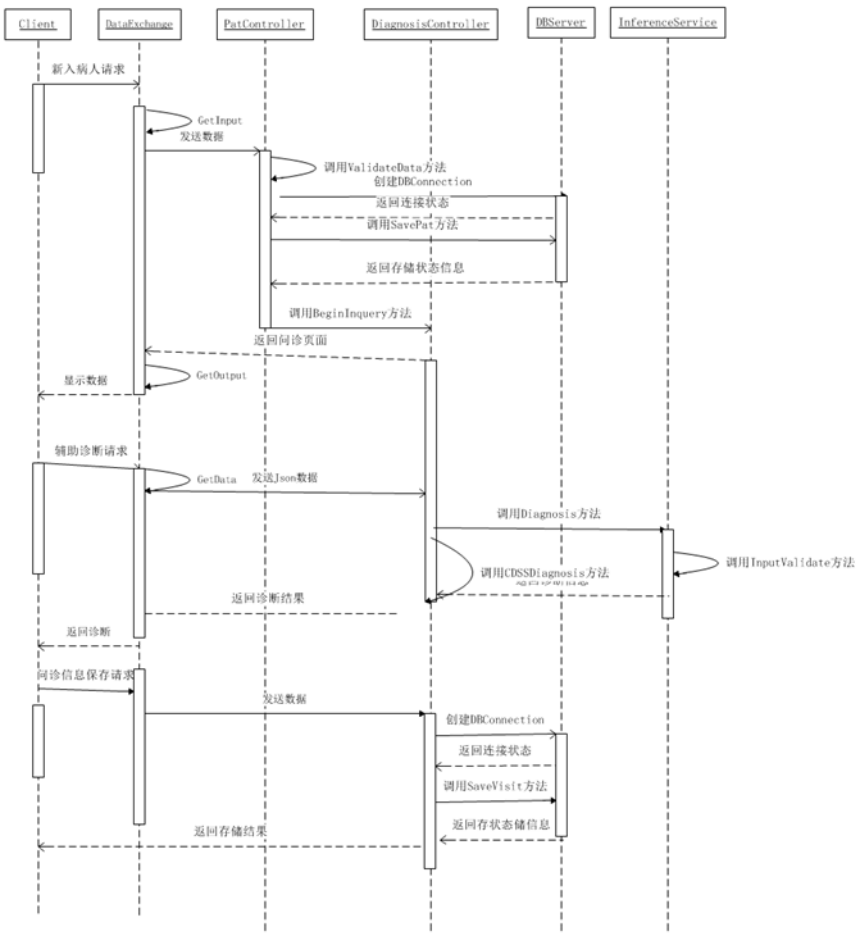 Client
DataExchange
PatController
DiagnosisController
DBServer
InferenceService
新入病人请求
GetInput
发送数据
调用ValidateData方法
创建DBConnection
返回连接状态
调用SavePat方法
返回存储状态信息
调用BeginInquery方法
返回问诊页面
GetOutput
显示数据
辅助诊断请求
GetData
发送Json数据
调用Diagnosis方法
调用InputValidate方法
调用CDSSDiagnosis方法
返回诊断结果
返回诊断
问诊信息保存请求
发送数据
创建DBConnection
返回连接状态
调用SaveVisit方法
返回存状态储信息
返回存储结果